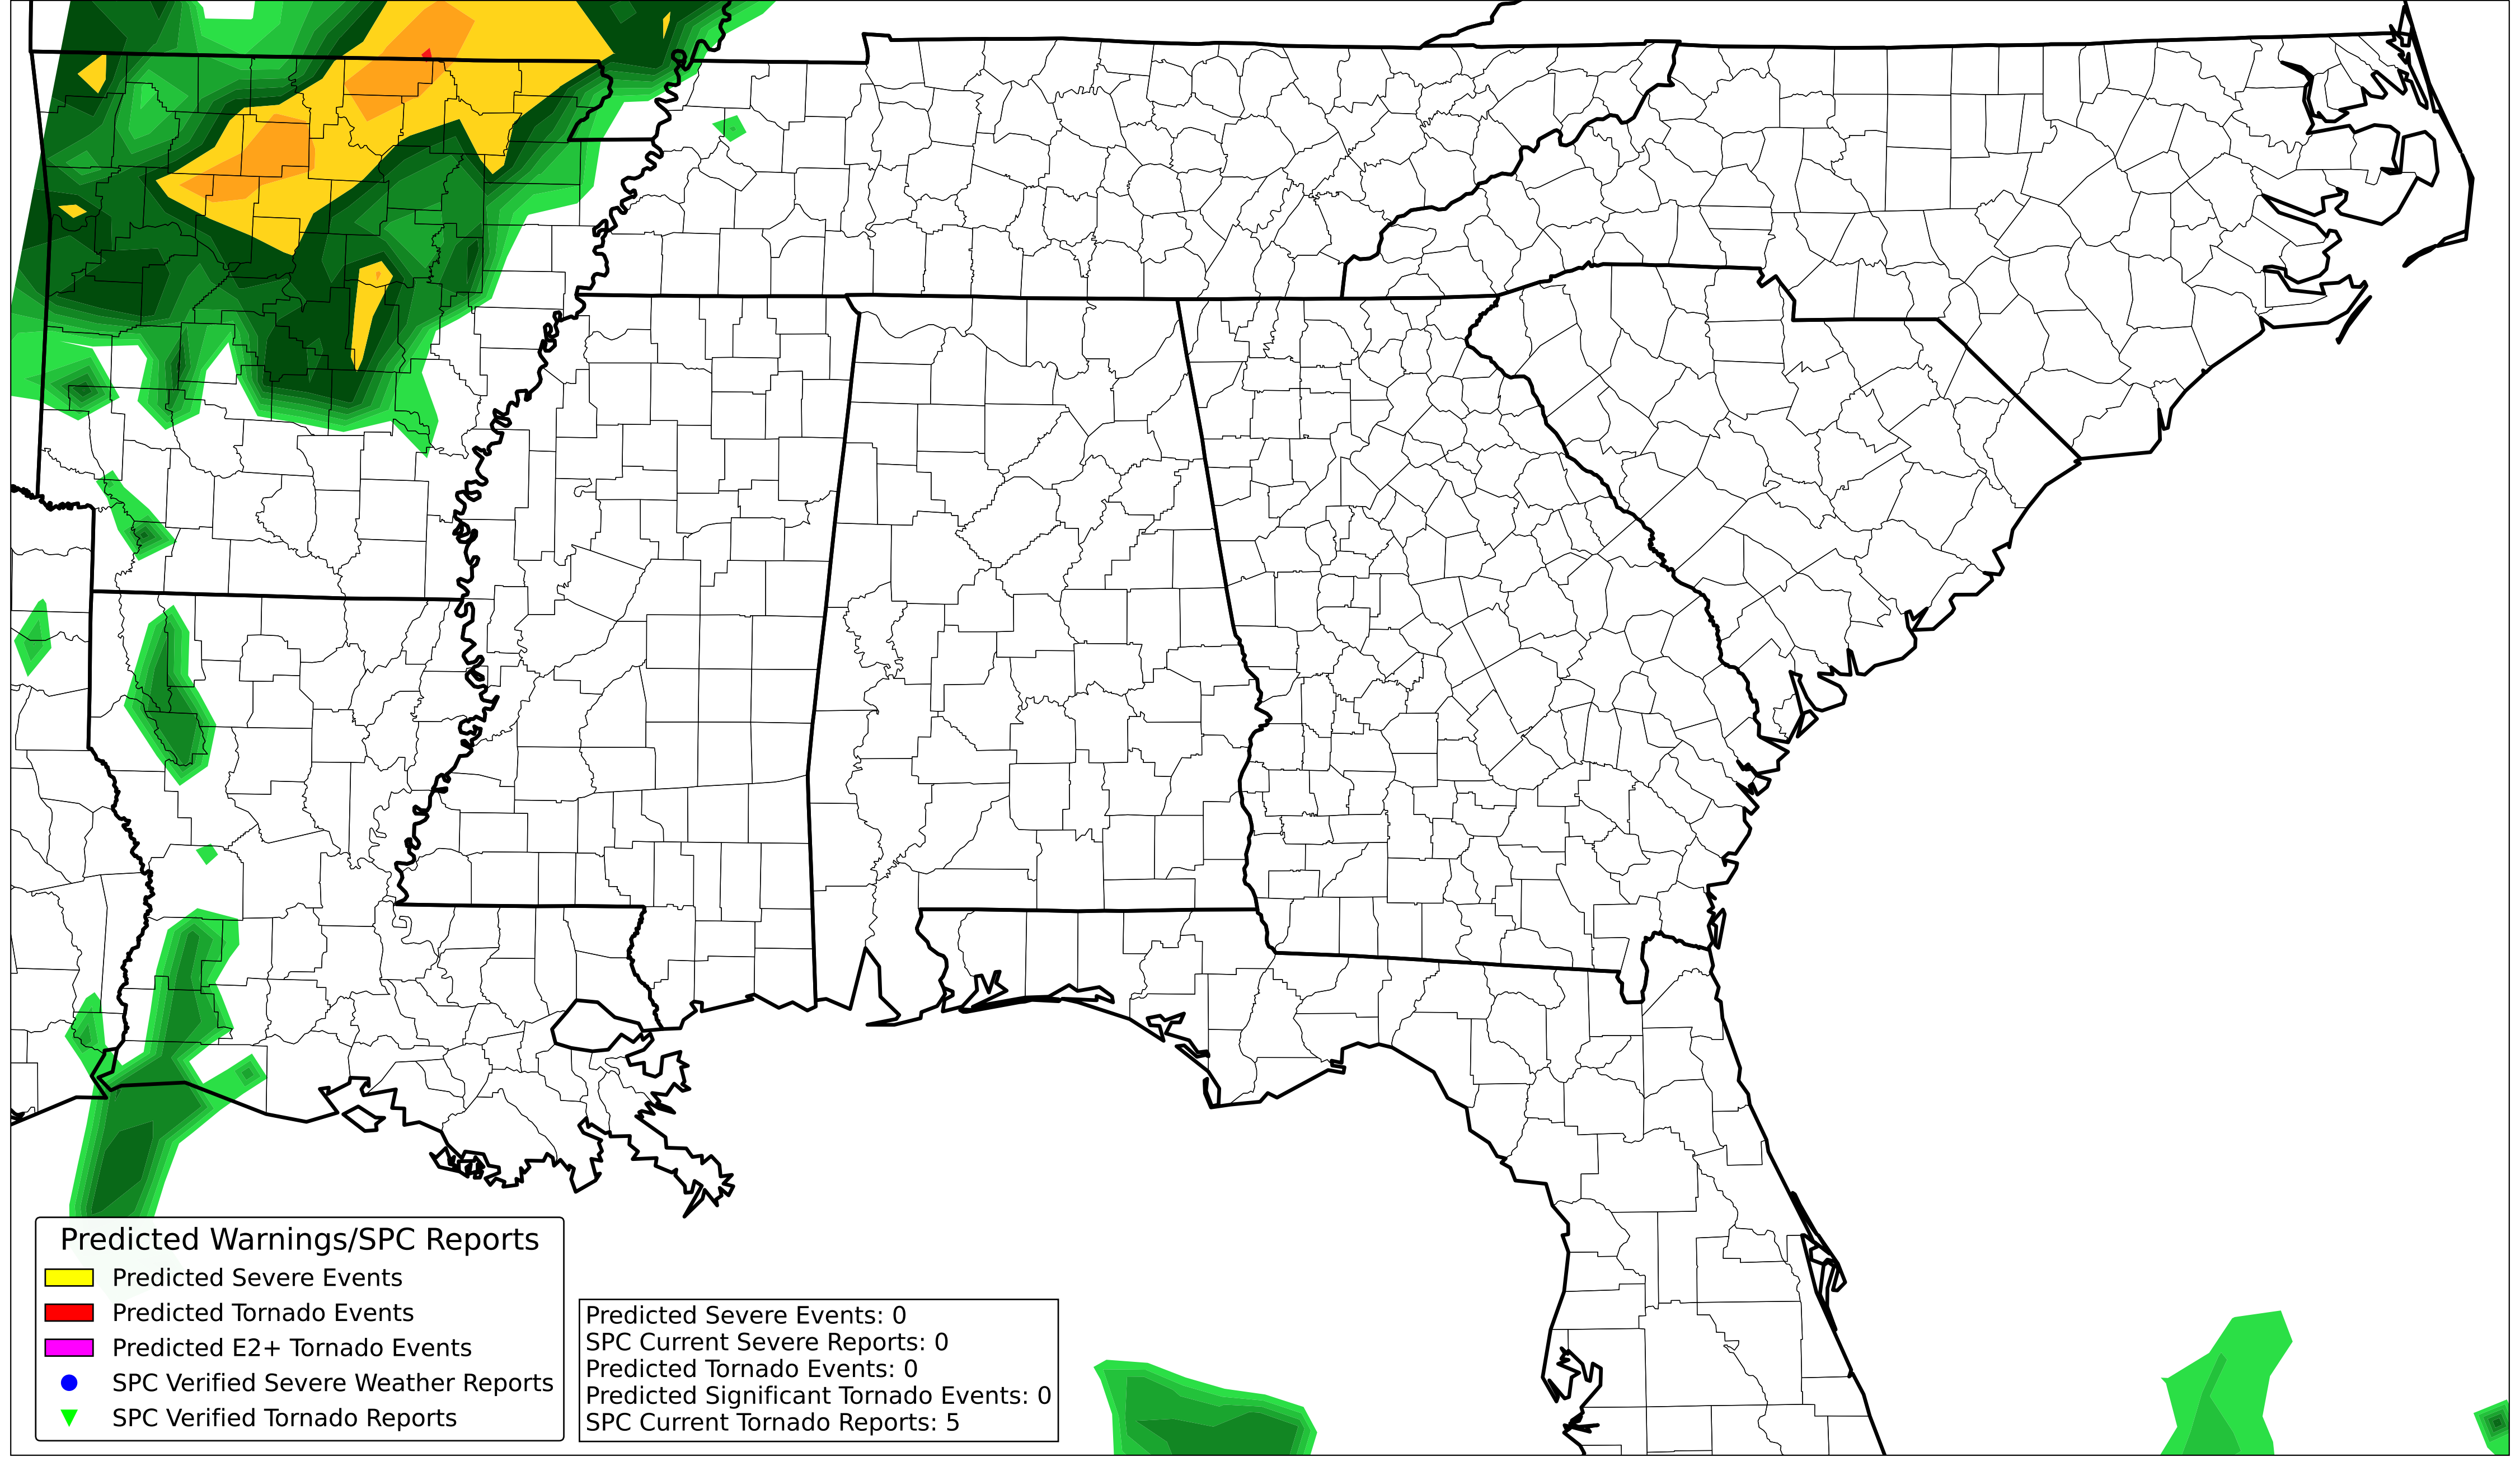 Predicted Warnings/SPC Reports
Predicted Severe Events
Predicted Tornado Events
Predicted E2+ Tornado Events
SPC Verified Severe Weather Reports
SPC Verified Tornado Reports
Predicted Severe Events: 0
SPC Current Severe Reports: 0
Predicted Tornado Events: 0
Predicted Significant Tornado Events: 0
SPC Current Tornado Reports: 5